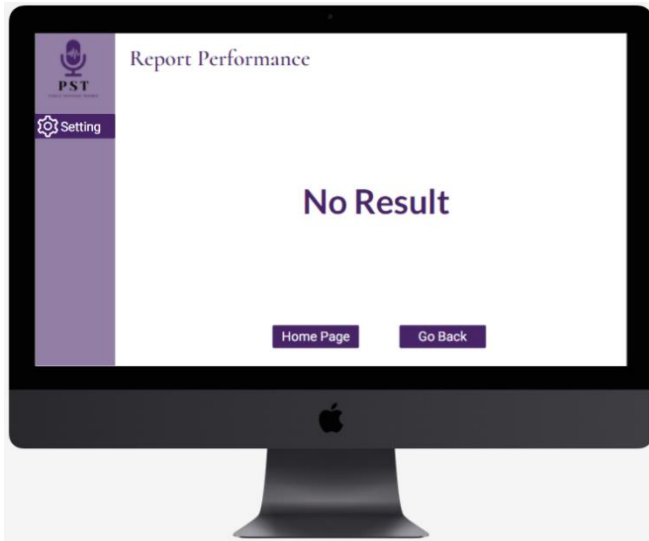 PST
Report Performance
Setting
No Result
Home Page
Go Back